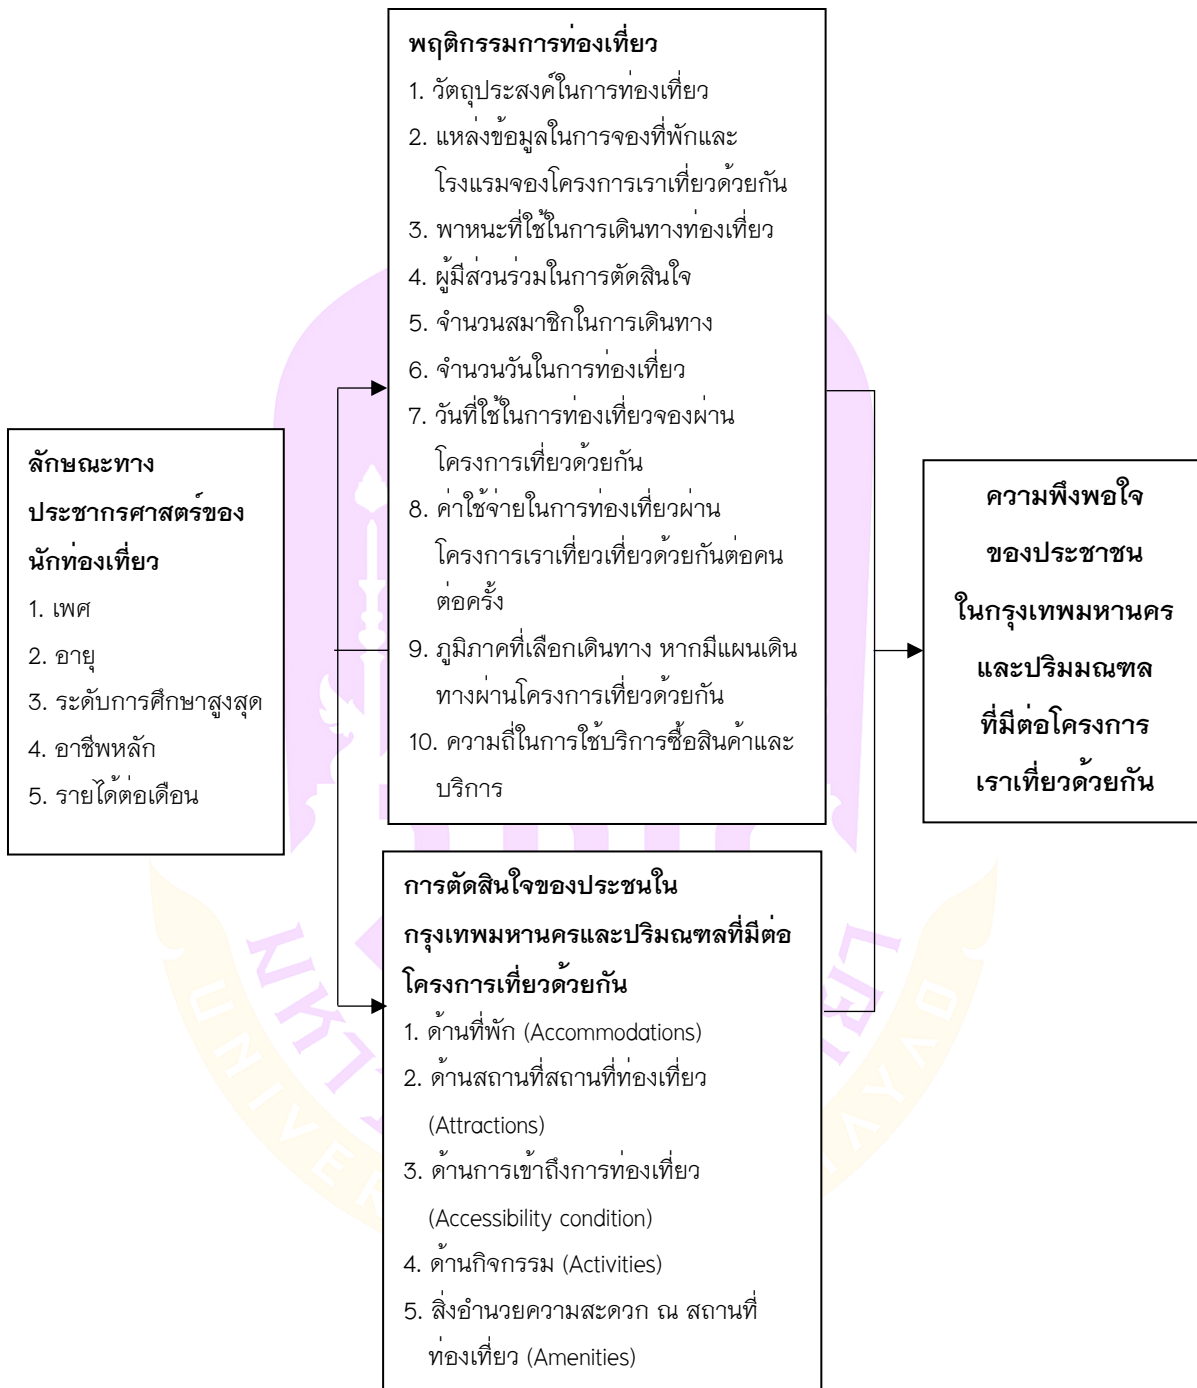 พฤติกรรมการท่องเที่ยว
1. วัตถุประสงค์ในการท่องเที่ยว
2. แหล่งข้อมูลในการจองที่พักและ
โรงแรมจองโครงการเราเที่ยวด้วยกัน
3. พาหนะที่ใช้ในการเดินทางท่องเที่ยว
4. ผู้มีส่วนร่วมในการตัดสินใจ
5. จำนวนสมาชิกในการเดินทาง
6. จำนวนวันในการท่องเที่ยว
7. วันที่ใช้ในการท่องเที่ยวจองผ่าน
โครงการเที่ยวด้วยกัน
8. ค่าใช้จ่ายในการท่องเที่ยวผ่าน
โครงการเราเที่ยวเที่ยวด้วยกันต่อคน
ต่อครั้ง
9. ภูมิภาคที่เลือกเดินทาง หากมีแผนเดิน
ทางผ่านโครงการเที่ยวด้วยกัน
10. ความถี่ในการใช้บริการซื้อสินค้าและ
บริการ
ลักษณะทาง
ประชากรศาสตร์ของ
นักท่องเที่ยว
1. เพศ
2. อายุ
3. ระดับการศึกษาสูงสุด
4. อาชีพหลัก
5. รายได้ต่อเดือน
ความพึงพอใจ
ของประชาชน
ในกรุงเทพมหานคร
และปริมมณฑล
ที่มีต่อโครงการ
เราเที่ยวด้วยกัน
การตัดสินใจของประชนใน
กรุงเทพมหานครและปริมณฑลที่มีต่อ
โครงการเที่ยวด้วยกัน
1. ด้านที่พัก (Accommodations)
2. ด้านสถานที่สถานที่ท่องเที่ยว
(Attractions)
3. ด้านการเข้าถึงการท่องเที่ยว
(Accessibility condition)
4. ด้านกิจกรรม (Activities)
5. สิ่งอำนวยความสะดวก ณ สถานที่
ท่องเที่ยว (Amenities)